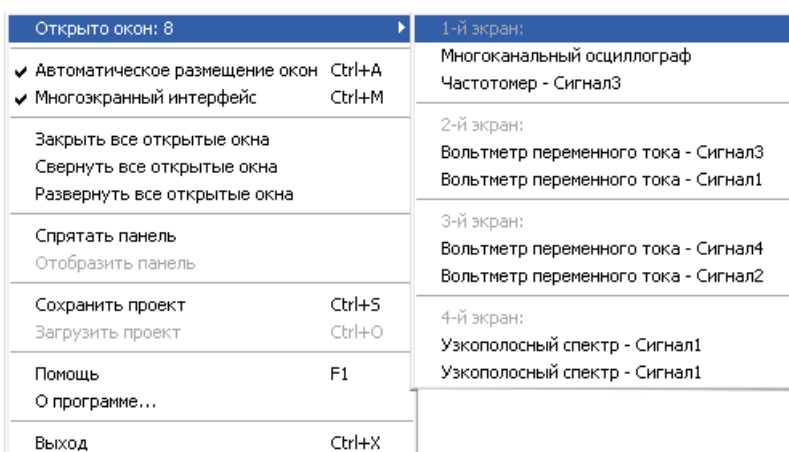 Открыто окон: 8
Автоматическое размещение окон Ctrl+A
Многоэкранный интерфейс Ctrl+M
Закрыть все открытые окна
Свернуть все открытые окна
Развернуть все открытые окна
Спрятать панель
Отобразить панель
Сохранить проект Ctrl+S
Загрузить проект Ctrl+O
Помощь F1
О программе...
Выход Ctrl+X
1-й экран:
Многоканальный осциллограф
Частотомер - Сигнал3
2-й экран:
Вольтметр переменного тока - Сигнал3
Вольтметр переменного тока - Сигнал1
3-й экран:
Вольтметр переменного тока - Сигнал4
Вольтметр переменного тока - Сигнал2
4-й экран:
Узкополосный спектр - Сигнал1
Узкополосный спектр - Сигнал1